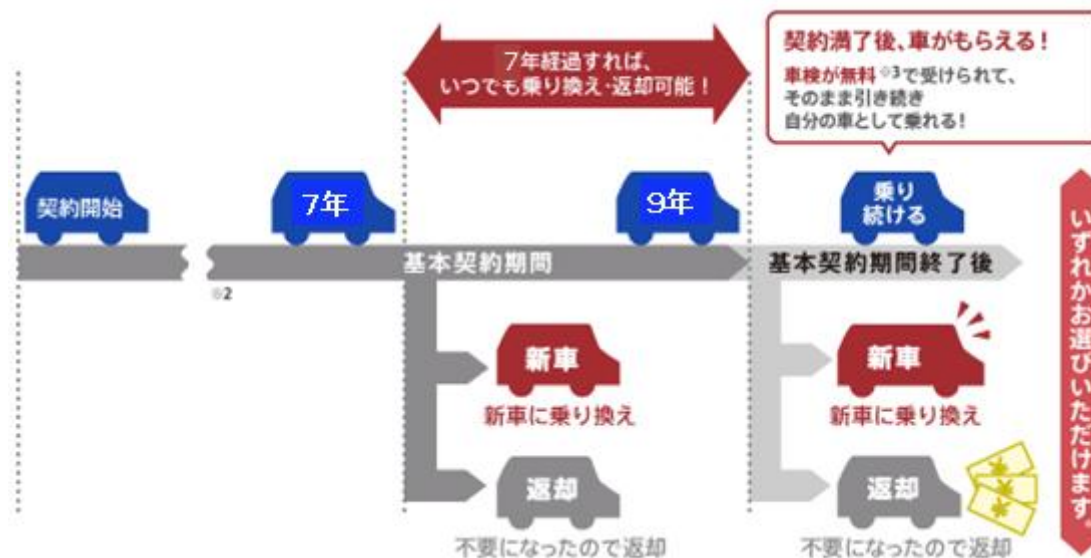 7年経過すれば、
いつでも乗り換え・返却可能！
契約満了後、車がもらえる！
車検が無料※3で受けられて、
そのまま引き続き
自分の車として乗れる！
契約開始
7年
9年
乗り
続ける
基本契約期間
基本契約期間終了後
※2
新車
新車に乗り換え
新車
新車に乗り換え
返却
不要になったので返却
返却
不要になったので返却
¥
¥
¥
いずれかお選びいただけます。